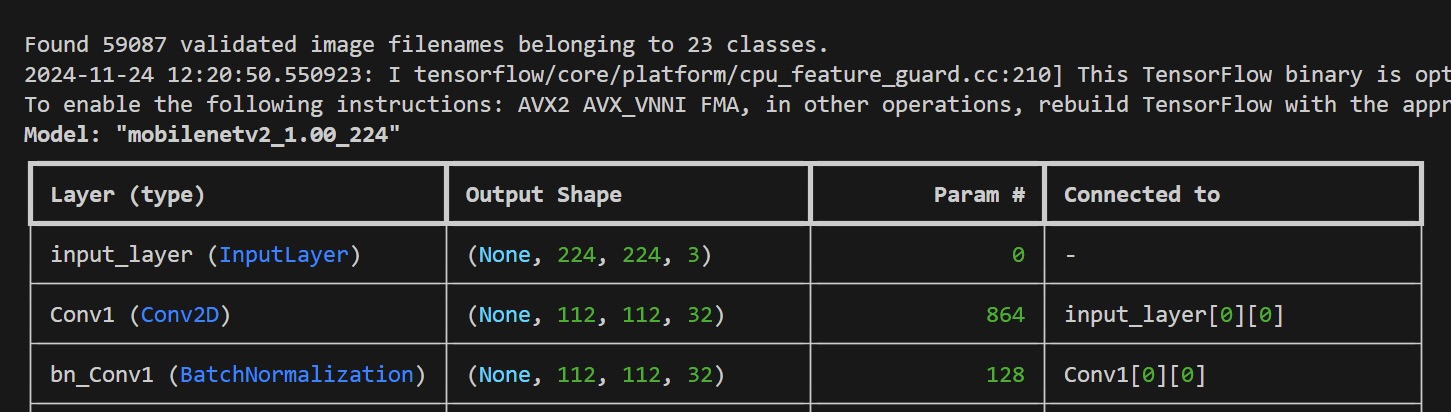 Found 59087 validated image filenames belonging to 23 classes.
2024-11-24 12:20:50.550923: I tensorflow/core/platform/cpu_feature_guard.cc:210] This TensorFlow binary is opt
To enable the following instructions: AVX2 AVX_VNNI FMA, in other operations, rebuild TensorFlow with the appr
Model: "mobilenetv2_1.00_224"
Layer (type) Output Shape Param # Connected to
input_layer (InputLayer) (None, 224, 224, 3) 0 -
Conv1 (Conv2D) (None, 112, 112, 32) 864 input_layer[0][0]
bn_Conv1 (BatchNormalization) (None, 112, 112, 32) 128 Conv1[0][0]